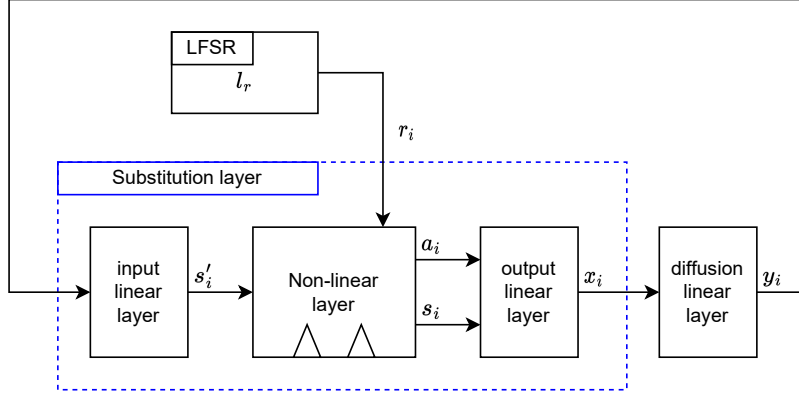 LFSR
l_r
r_i
Substitution layer
input
linear
layer
s'_i
Non-linear
layer
a_i
s_i
output
linear
layer
x_i
diffusion
linear
layer
y_i